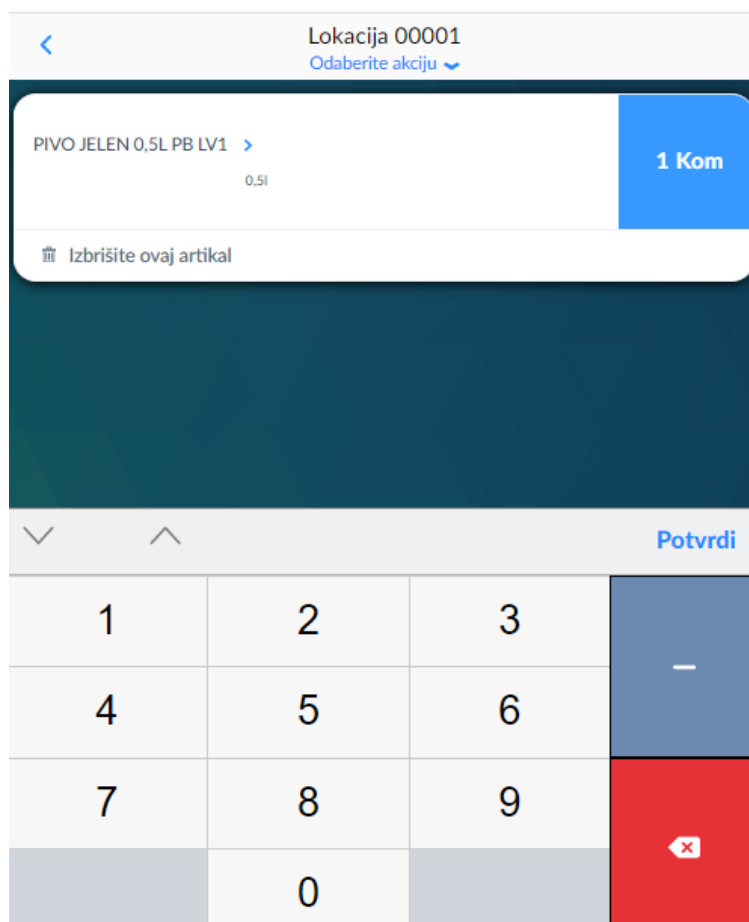 Lokacija 00001
Odaberite akciju
PIVO JELEN 0,5L PB LV1
1 Kom
0,5l
Izbrišite ovaj artikal
Potvrdi
1 2 3 –
4 5 6
7 8 9
0